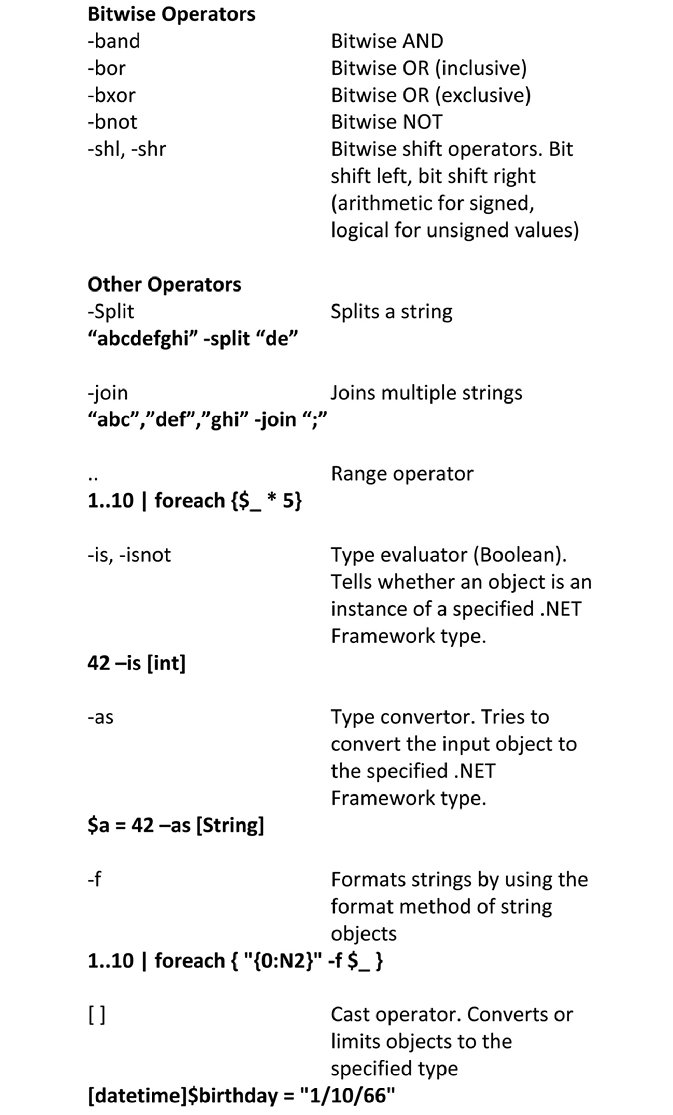 Bitwise Operators
-band Bitwise AND
-bor Bitwise OR (inclusive)
-bxor Bitwise OR (exclusive)
-bnot Bitwise NOT
-shl, -shr Bitwise shift operators. Bit
shift left, bit shift right
(arithmetic for signed,
logical for unsigned values)
Other Operators
-Split Splits a string
“abcdefghi” -split “de”
-join Joins multiple strings
“abc”,”def”,”ghi” -join “;”
.. Range operator
1..10 | foreach {$_ * 5}
-is, -isnot Type evaluator (Boolean).
Tells whether an object is an
instance of a specified .NET
Framework type.
42 –is [int]
-as Type convertor. Tries to
convert the input object to
the specified .NET
Framework type.
$a = 42 –as [String]
-f Formats strings by using the
format method of string
objects
1..10 | foreach { "{0:N2}" -f $_ }
[ ] Cast operator. Converts or
limits objects to the
specified type
[datetime]$birthday = "1/10/66"